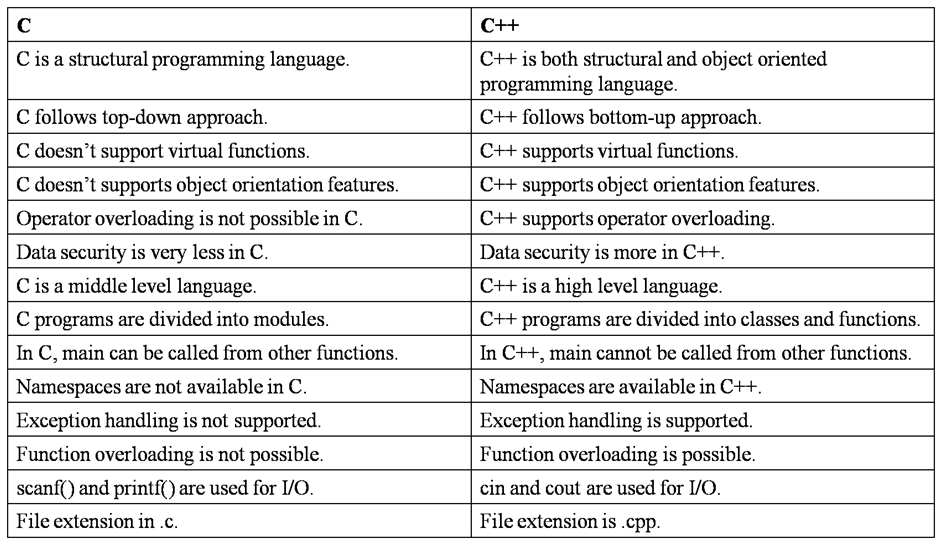 C
C++
C is a structural programming language.
C++ is both structural and object oriented
programming language.
C follows top-down approach.
C++ follows bottom-up approach.
C doesn’t support virtual functions.
C++ supports virtual functions.
C doesn’t supports object orientation features.
C++ supports object orientation features.
Operator overloading is not possible in C.
C++ supports operator overloading.
Data security is very less in C.
Data security is more in C++.
C is a middle level language.
C++ is a high level language.
C programs are divided into modules.
C++ programs are divided into classes and functions.
In C, main can be called from other functions.
In C++, main cannot be called from other functions.
Namespaces are not available in C.
Namespaces are available in C++.
Exception handling is not supported.
Exception handling is supported.
Function overloading is not possible.
Function overloading is possible.
scanf() and printf() are used for I/O.
cin and cout are used for I/O.
File extension in .c.
File extension is .cpp.